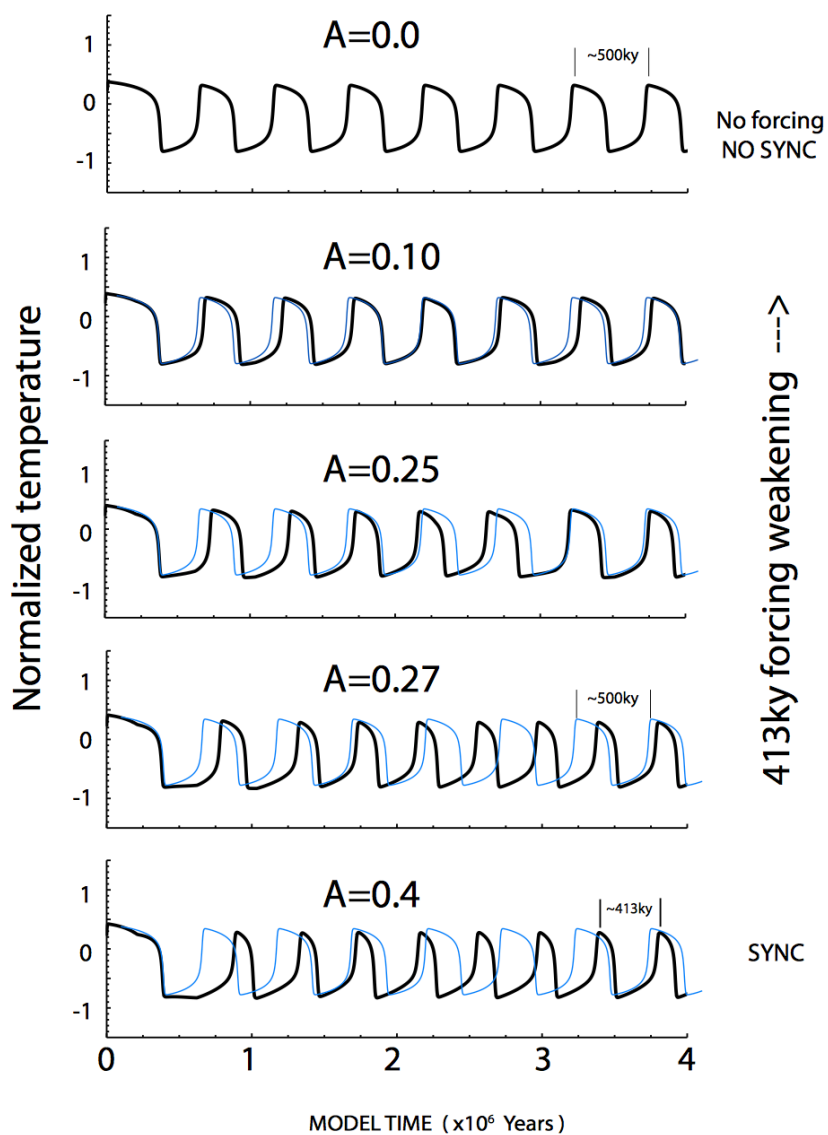 A=0.0
1
0
-1
~500ky
No forcing
NO SYNC
A=0.10
1
0
-1
A=0.25
1
0
-1
A=0.27
1
0
-1
~500ky
A=0.4
1
0
-1
~413ky
SYNC
0 1 2 3 4
MODEL TIME ( x10⁶ Years )
Normalized temperature
413ky forcing weakening --->